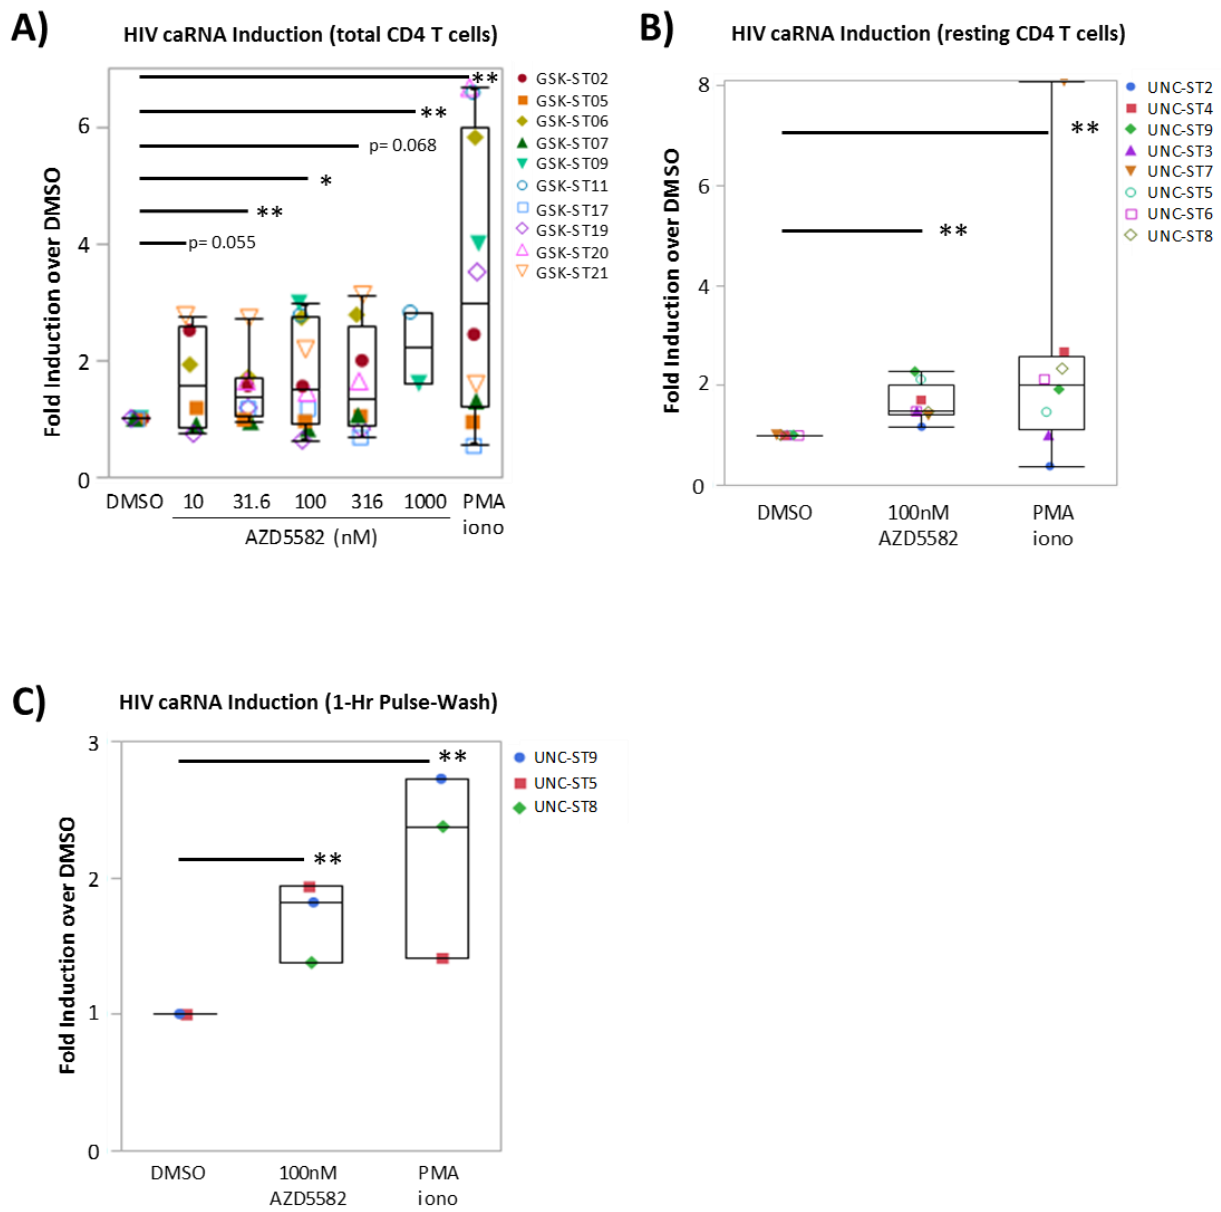 A)
HIV caRNA Induction (total CD4 T cells)
Fold Induction over DMSO
6
4
2
0
**
**
p= 0.068
*
**
p= 0.055
DMSO 10 31.6 100 316 1000 PMA iono
AZD5582 (nM)
GSK-ST02
GSK-ST05
GSK-ST06
GSK-ST07
GSK-ST09
GSK-ST11
GSK-ST17
GSK-ST19
GSK-ST20
GSK-ST21
B)
HIV caRNA Induction (resting CD4 T cells)
Fold Induction over DMSO
8
6
4
2
0
**
**
DMSO 100nM PMA
AZD5582 iono
UNC-ST2
UNC-ST4
UNC-ST9
UNC-ST3
UNC-ST7
UNC-ST5
UNC-ST6
UNC-ST8
C)
HIV caRNA Induction (1-Hr Pulse-Wash)
Fold Induction over DMSO
3
2
1
0
**
**
DMSO 100nM PMA
AZD5582 iono
UNC-ST9
UNC-ST5
UNC-ST8